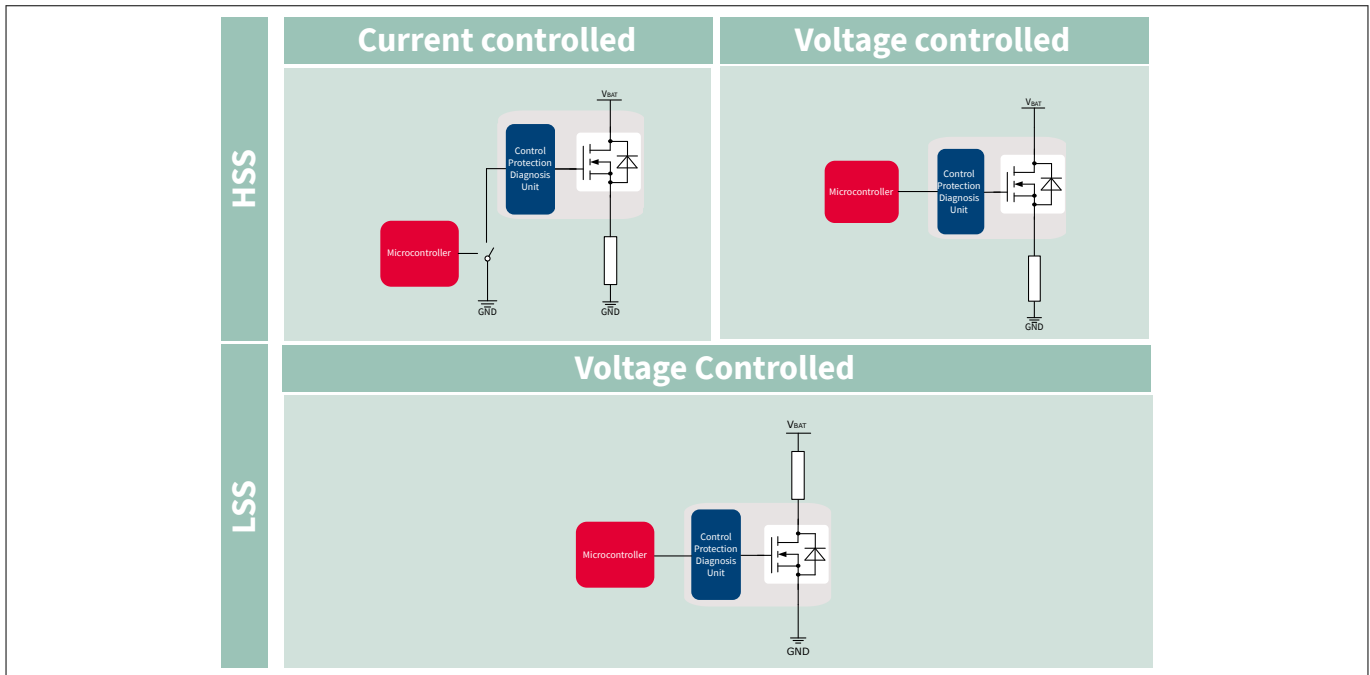 HSS
Current controlled
VBAT
Control
Protection
Diagnosis
Unit
Microcontroller
GND
GND
Voltage controlled
VBAT
Microcontroller
Control
Protection
Diagnosis
Unit
GND
LSS
Voltage Controlled
VBAT
Microcontroller
Control
Protection
Diagnosis
Unit
GND